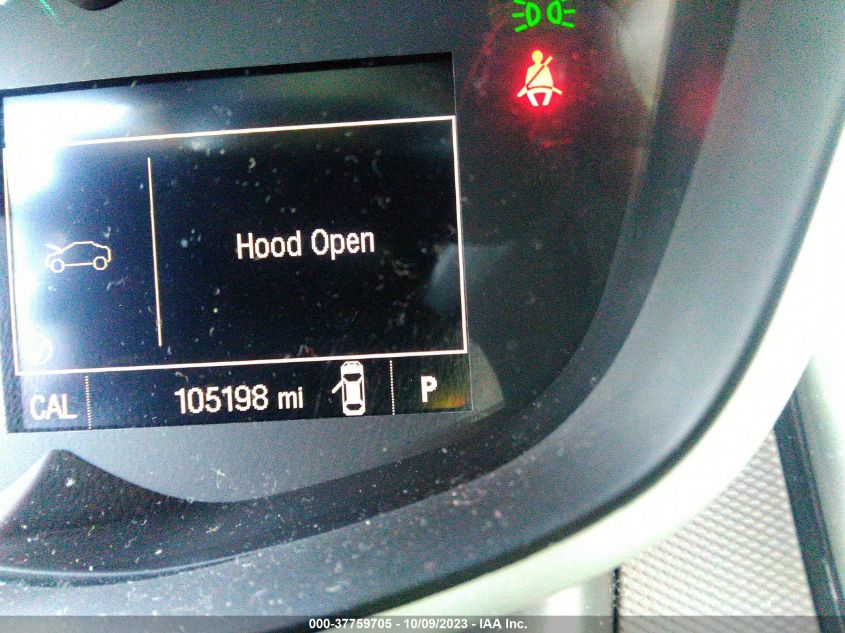 Hood Open
CAL 105198 mi P
000-37759705 - 10/09/2023 - IAA Inc.